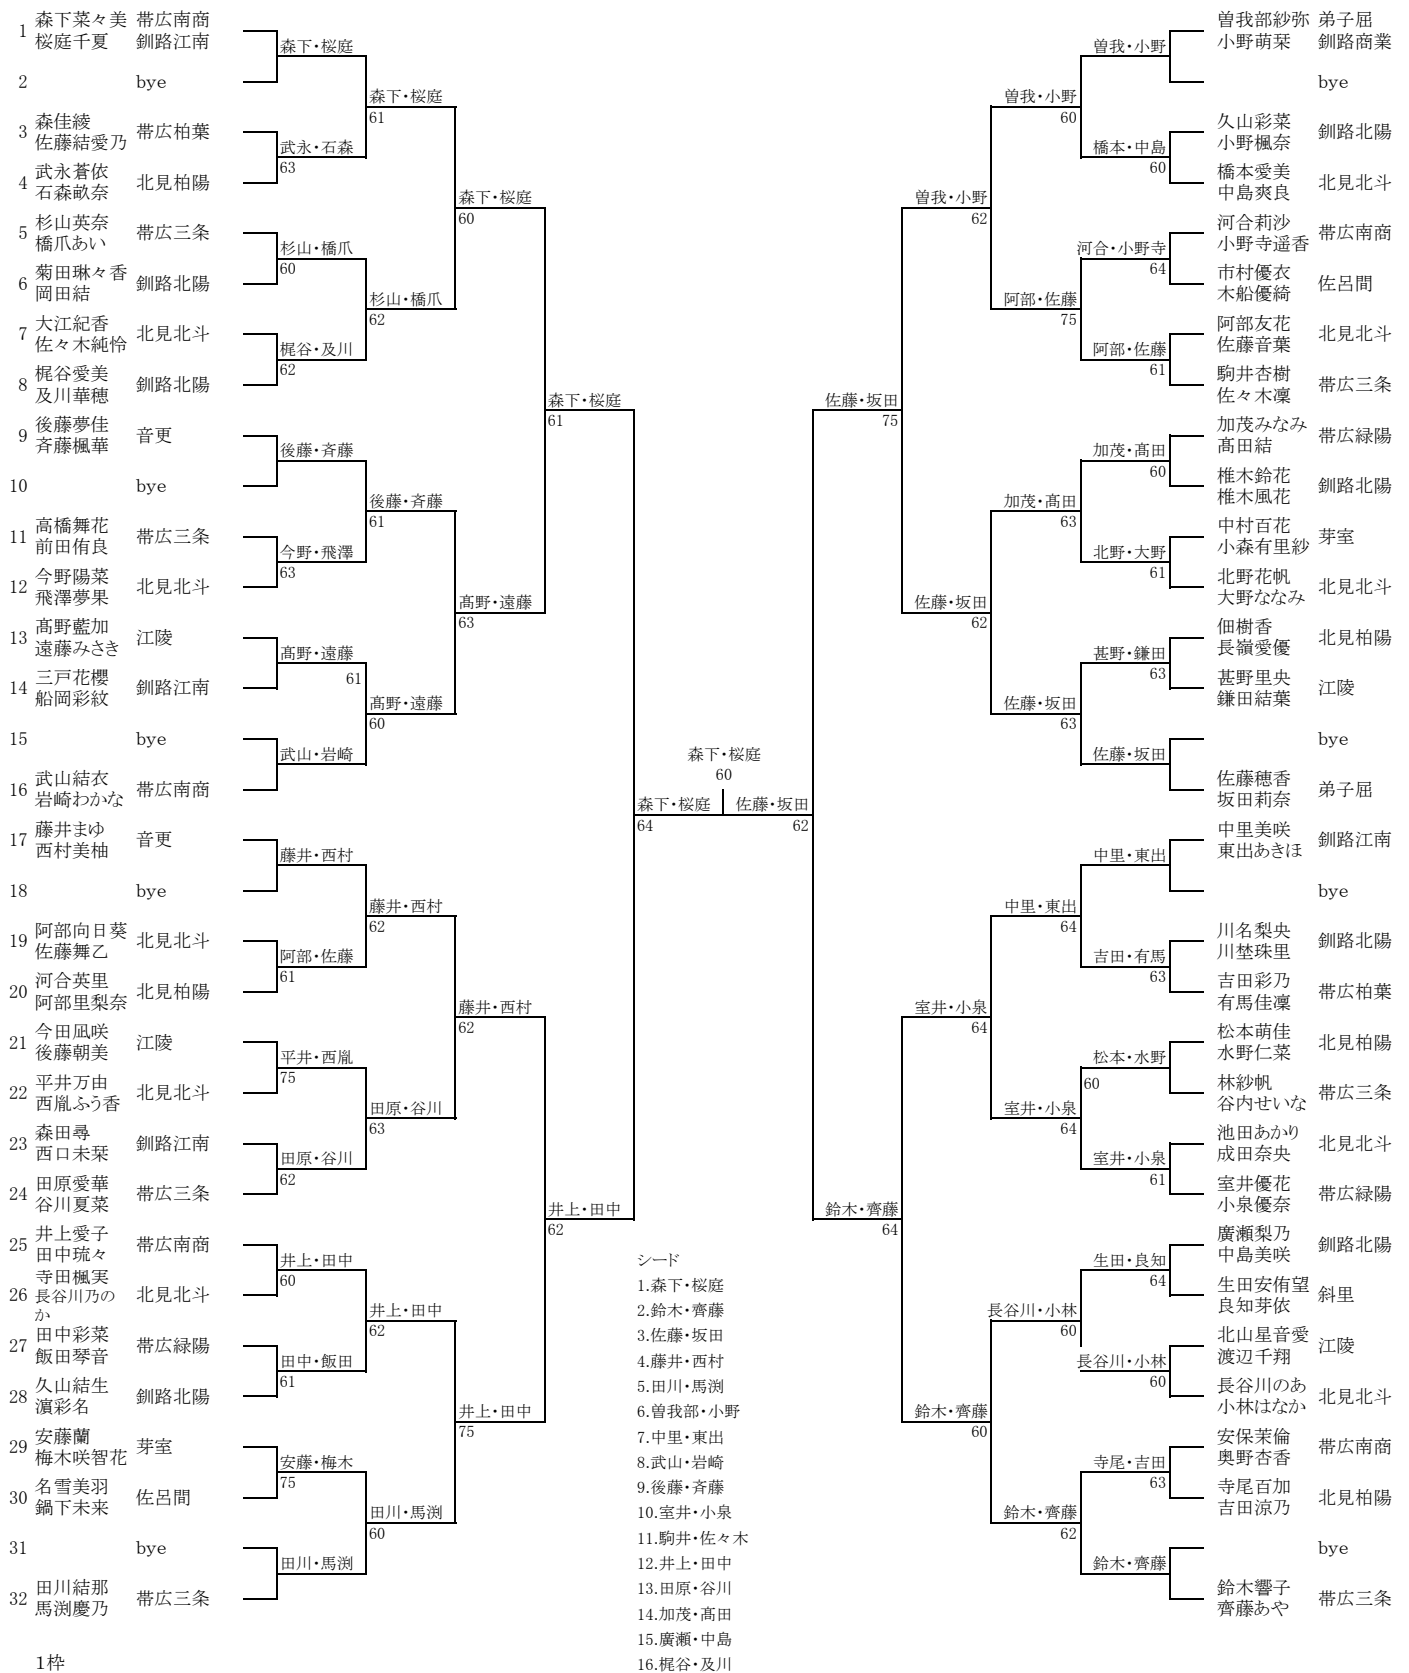 1 森下菜々美 帯広南商
桜庭千夏 釧路江南
2 bye
3 森佳綾 帯広柏葉
佐藤結愛乃
4 武永蒼依 北見柏陽
石森畝奈
5 杉山英奈 帯広三条
橋爪あい
6 菊田琳々香 釧路北陽
岡田結
7 大江紀香 北見北斗
佐々木純怜
8 梶谷愛美 釧路北陽
及川華穂
9 後藤夢佳 音更
斉藤楓華
10 bye
11 高橋舞花 帯広三条
前田侑良
12 今野陽菜 北見北斗
飛澤夢果
13 髙野藍加 江陵
遠藤みさき
14 三戸花櫻 釧路江南
船岡彩紋
15 bye
16 武山結衣 帯広南商
岩崎わかな
17 藤井まゆ 音更
西村美柚
18 bye
19 阿部向日葵 北見北斗
佐藤舞乙
20 河合英里 北見柏陽
阿部里梨奈
21 今田凪咲 江陵
後藤朝美
22 平井万由 北見北斗
西胤ふう香
23 森田尋 釧路江南
西口未栞
24 田原愛華 帯広三条
谷川夏菜
25 井上愛子 帯広南商
田中琉々
26 寺田楓実 北見北斗
長谷川乃の
か
27 田中彩菜 帯広緑陽
飯田琴音
28 久山結生 釧路北陽
濵彩名
29 安藤蘭 芽室
梅木咲智花
30 名雪美羽 佐呂間
鍋下未来
31 bye
32 田川結那 帯広三条
馬渕慶乃
1枠
森下・桜庭
武永・石森
63
杉山・橋爪
60
梶谷・及川
62
後藤・斉藤
今野・飛澤
63
髙野・遠藤
61
武山・岩崎
藤井・西村
阿部・佐藤
61
平井・西胤
75
田原・谷川
62
井上・田中
60
田中・飯田
61
安藤・梅木
75
田川・馬渕
森下・桜庭
61
杉山・橋爪
62
後藤・斉藤
61
髙野・遠藤
60
藤井・西村
62
田原・谷川
63
井上・田中
62
田川・馬渕
60
森下・桜庭
60
髙野・遠藤
63
藤井・西村
62
井上・田中
75
森下・桜庭
61
井上・田中
62
森下・桜庭
60
森下・桜庭
64
佐藤・坂田
62
シード
1.森下・桜庭
2.鈴木・齊藤
3.佐藤・坂田
4.藤井・西村
5.田川・馬渕
6.曽我部・小野
7.中里・東出
8.武山・岩崎
9.後藤・斉藤
10.室井・小泉
11.駒井・佐々木
12.井上・田中
13.田原・谷川
14.加茂・髙田
15.廣瀬・中島
16.梶谷・及川
佐藤・坂田
75
鈴木・齊藤
64
曽我・小野
62
佐藤・坂田
62
室井・小泉
64
鈴木・齊藤
60
曽我・小野
60
阿部・佐藤
75
加茂・髙田
63
佐藤・坂田
63
中里・東出
64
室井・小泉
64
長谷川・小林
60
鈴木・齊藤
62
曽我・小野
橋本・中島
60
河合・小野寺
64
阿部・佐藤
61
加茂・髙田
60
北野・大野
61
甚野・鎌田
63
佐藤・坂田
中里・東出
吉田・有馬
63
松本・水野
60
室井・小泉
61
生田・良知
64
長谷川・小林
60
寺尾・吉田
63
鈴木・齊藤
曽我部紗弥 弟子屈
小野萌栞 釧路商業
bye
久山彩菜 釧路北陽
小野楓奈
橋本愛美 北見北斗
中島爽良
河合莉沙 帯広南商
小野寺遥香
市村優衣 佐呂間
木船優綺
阿部友花 北見北斗
佐藤音葉
駒井杏樹 帯広三条
佐々木凜
加茂みなみ 帯広緑陽
髙田結
椎木鈴花 釧路北陽
椎木風花
中村百花 芽室
小森有里紗
北野花帆 北見北斗
大野ななみ
佃樹香 北見柏陽
長嶺愛優
甚野里央 江陵
鎌田結葉
bye
佐藤穂香 弟子屈
坂田莉奈
中里美咲 釧路江南
東出あきほ
bye
川名梨央 釧路北陽
川埜珠里
吉田彩乃 帯広柏葉
有馬佳凜
松本萌佳 北見柏陽
水野仁菜
林紗帆 帯広三条
谷内せいな
池田あかり 北見北斗
成田奈央
室井優花 帯広緑陽
小泉優奈
廣瀬梨乃 釧路北陽
中島美咲
生田安侑望 斜里
良知芽依
北山星音愛 江陵
渡辺千翔
長谷川のあ 北見北斗
小林はなか
安保茉倫 帯広南商
奥野杏香
寺尾百加 北見柏陽
吉田涼乃
bye
鈴木響子 帯広三条
齊藤あや